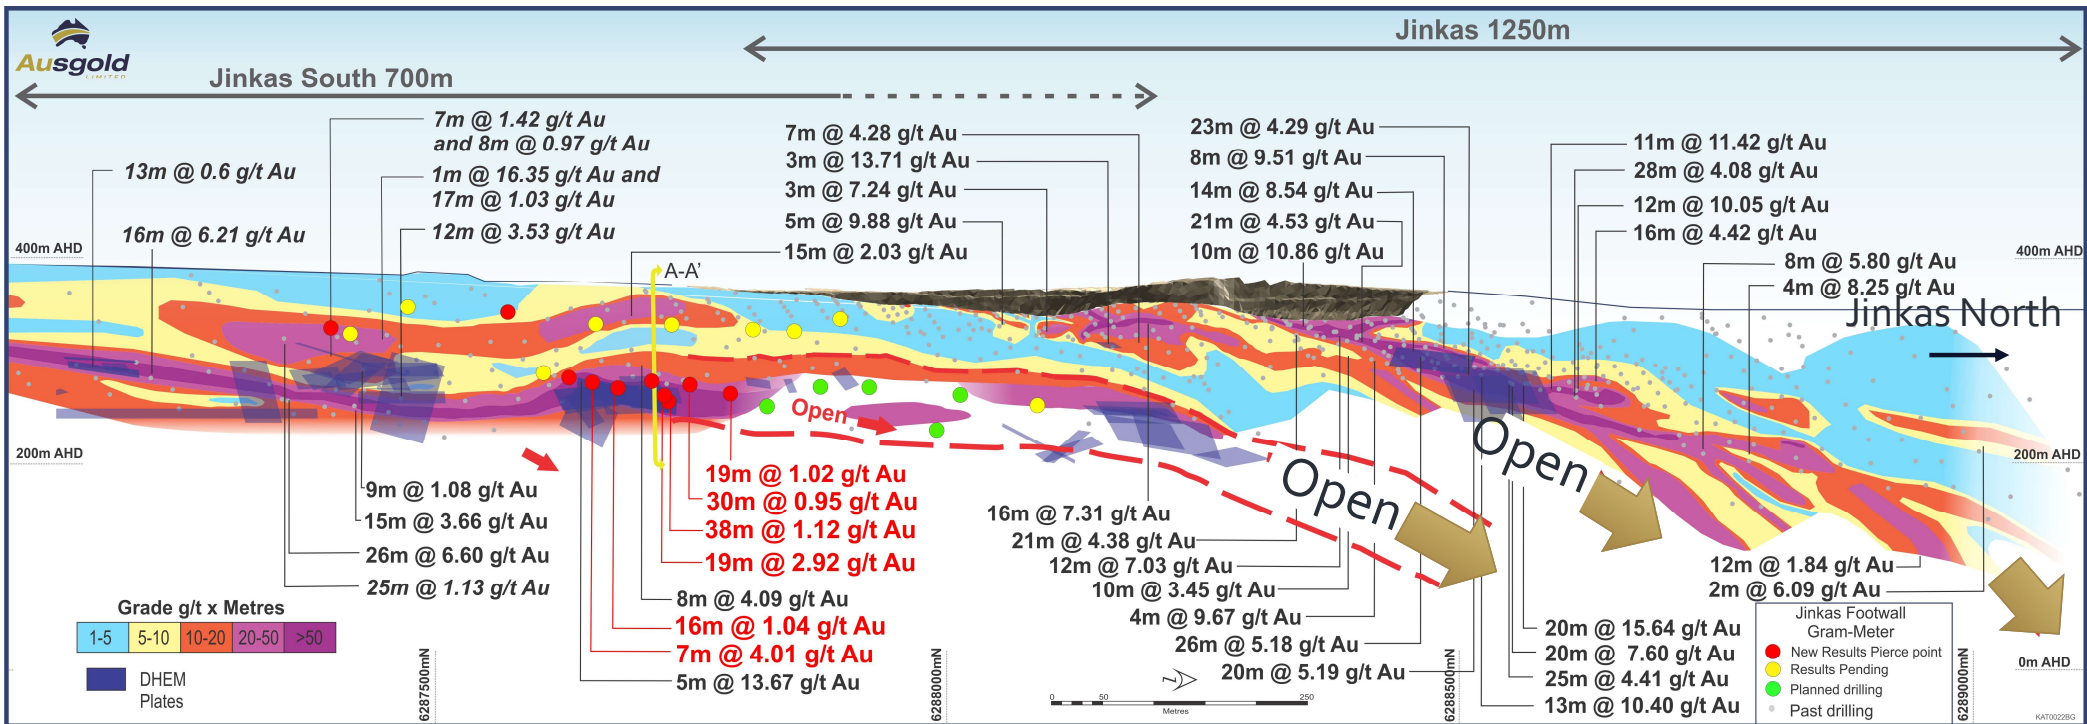 Ausgold
LIMITED
Jinkas South 700m
Jinkas 1250m
13m @ 0.6 g/t Au
16m @ 6.21 g/t Au
7m @ 1.42 g/t Au
and 8m @ 0.97 g/t Au
1m @ 16.35 g/t Au and
17m @ 1.03 g/t Au
12m @ 3.53 g/t Au
7m @ 4.28 g/t Au
3m @ 13.71 g/t Au
3m @ 7.24 g/t Au
5m @ 9.88 g/t Au
15m @ 2.03 g/t Au
23m @ 4.29 g/t Au
8m @ 9.51 g/t Au
14m @ 8.54 g/t Au
21m @ 4.53 g/t Au
10m @ 10.86 g/t Au
11m @ 11.42 g/t Au
28m @ 4.08 g/t Au
12m @ 10.05 g/t Au
16m @ 4.42 g/t Au
8m @ 5.80 g/t Au
4m @ 8.25 g/t Au
400m AHD
400m AHD
A-A'
Jinkas North
Open
Open
Open
200m AHD
200m AHD
9m @ 1.08 g/t Au
15m @ 3.66 g/t Au
26m @ 6.60 g/t Au
25m @ 1.13 g/t Au
19m @ 1.02 g/t Au
30m @ 0.95 g/t Au
38m @ 1.12 g/t Au
19m @ 2.92 g/t Au
8m @ 4.09 g/t Au
16m @ 1.04 g/t Au
7m @ 4.01 g/t Au
5m @ 13.67 g/t Au
16m @ 7.31 g/t Au
21m @ 4.38 g/t Au
12m @ 7.03 g/t Au
10m @ 3.45 g/t Au
4m @ 9.67 g/t Au
26m @ 5.18 g/t Au
20m @ 5.19 g/t Au
20m @ 15.64 g/t Au
20m @ 7.60 g/t Au
25m @ 4.41 g/t Au
13m @ 10.40 g/t Au
12m @ 1.84 g/t Au
2m @ 6.09 g/t Au
Grade g/t x Metres
1-5 5-10 10-20 20-50 >50
DHEM
Plates
6287500mN
6288000mN
6288500mN
6289000mN
0 50 250
Metres
Jinkas Footwall
Gram-Meter
New Results Pierce point
Results Pending
Planned drilling
Past drilling
0m AHD
KAT0022BG